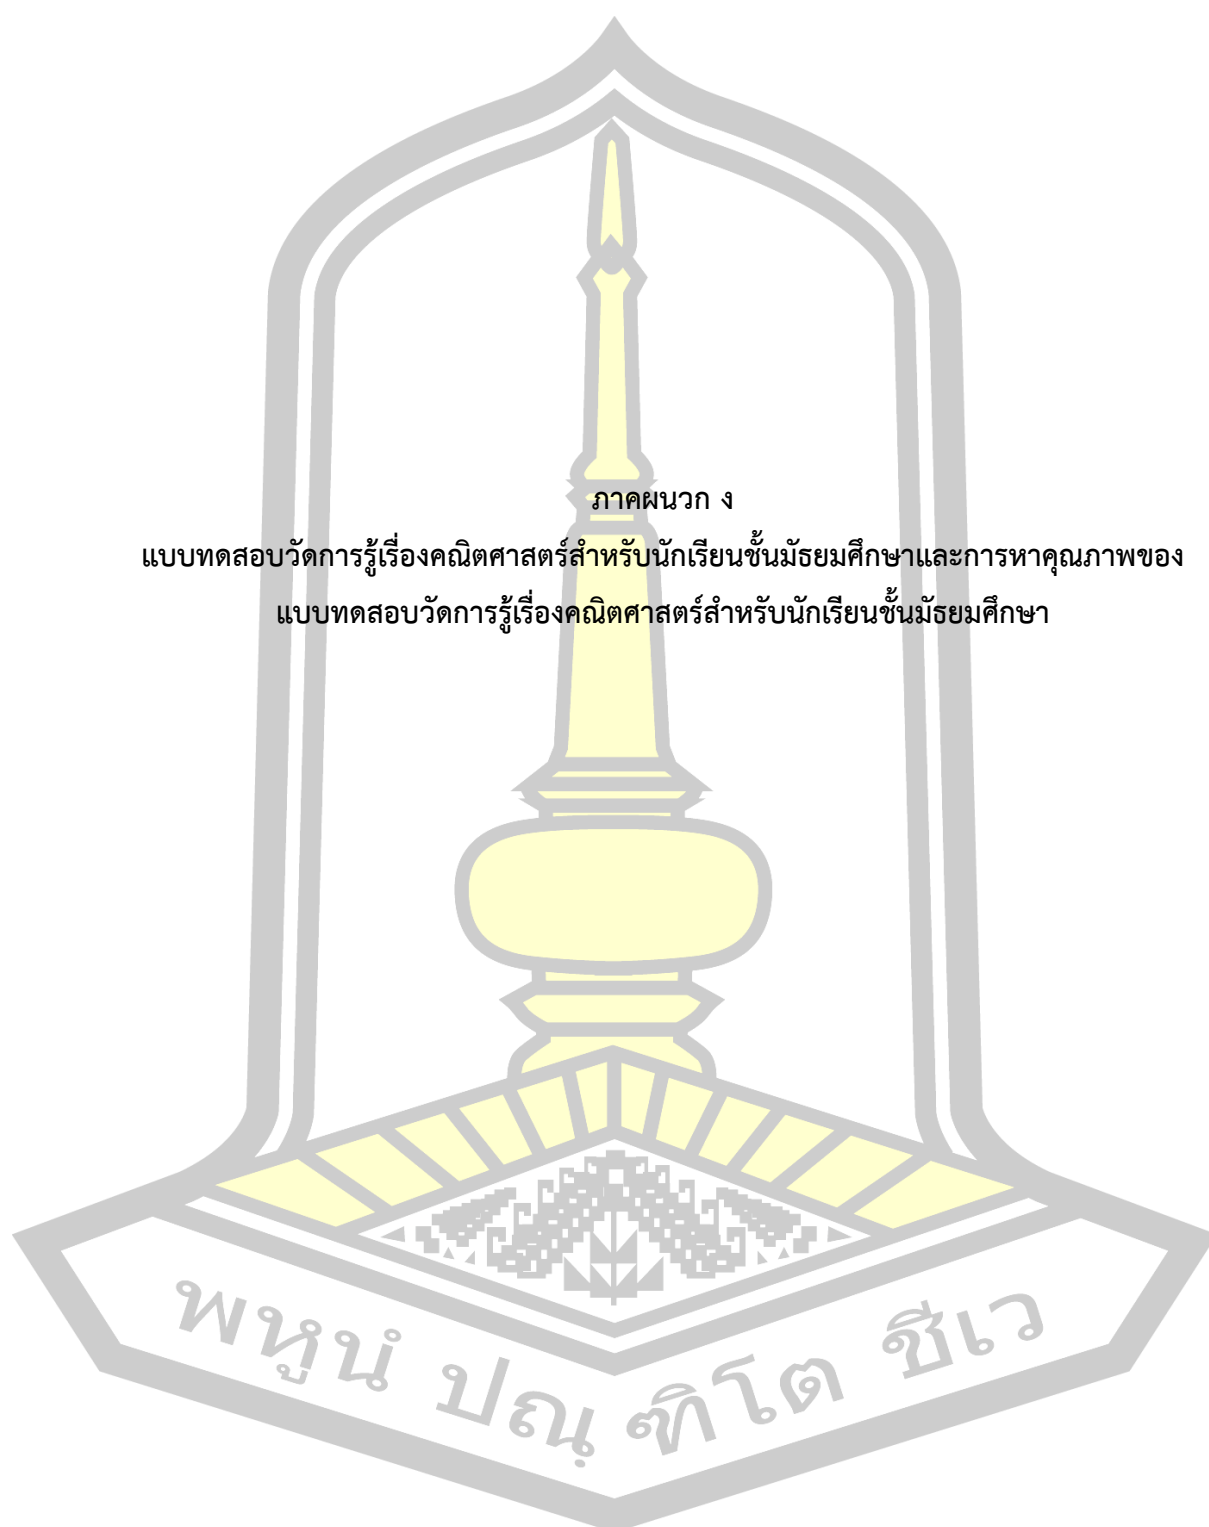 ภาคผนวก ง
แบบทดสอบวัดการรู้เรื่องคณิตศาสตร์สำหรับนักเรียนชั้นมัธยมศึกษาและการหาคุณภาพของ
แบบทดสอบวัดการรู้เรื่องคณิตศาสตร์สำหรับนักเรียนชั้นมัธยมศึกษา
พหูนํ ปณฺฑิโต ชีเว